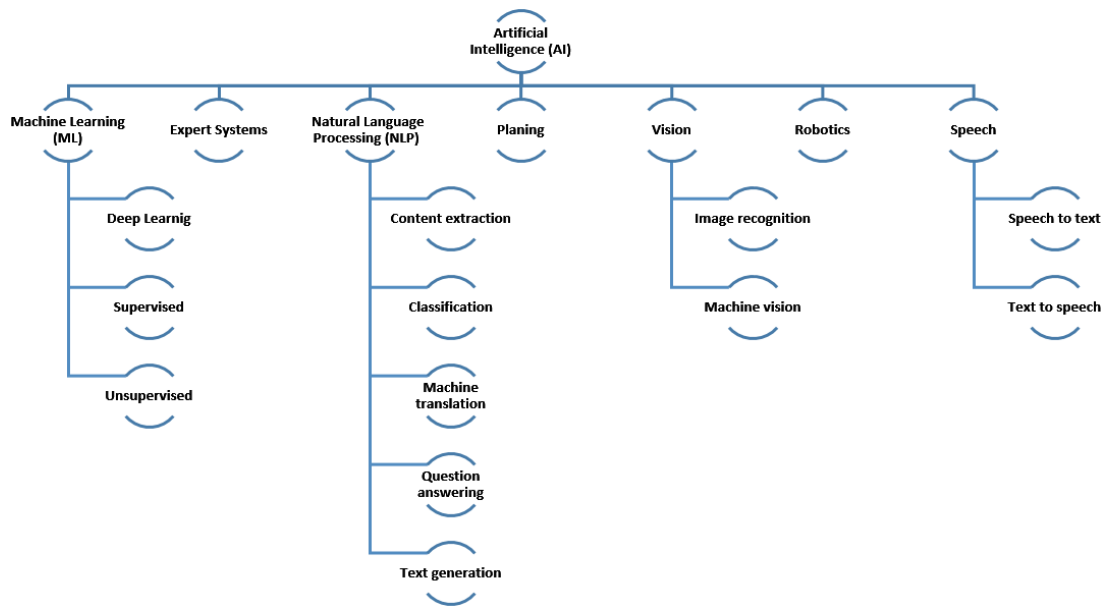 Artificial
Intelligence (AI)
Machine Learning
(ML)
Expert Systems
Natural Language
Processing (NLP)
Planing
Vision
Robotics
Speech
Deep Learnig
Supervised
Unsupervised
Content extraction
Classification
Machine
translation
Question
answering
Text generation
Image recognition
Machine vision
Speech to text
Text to speech